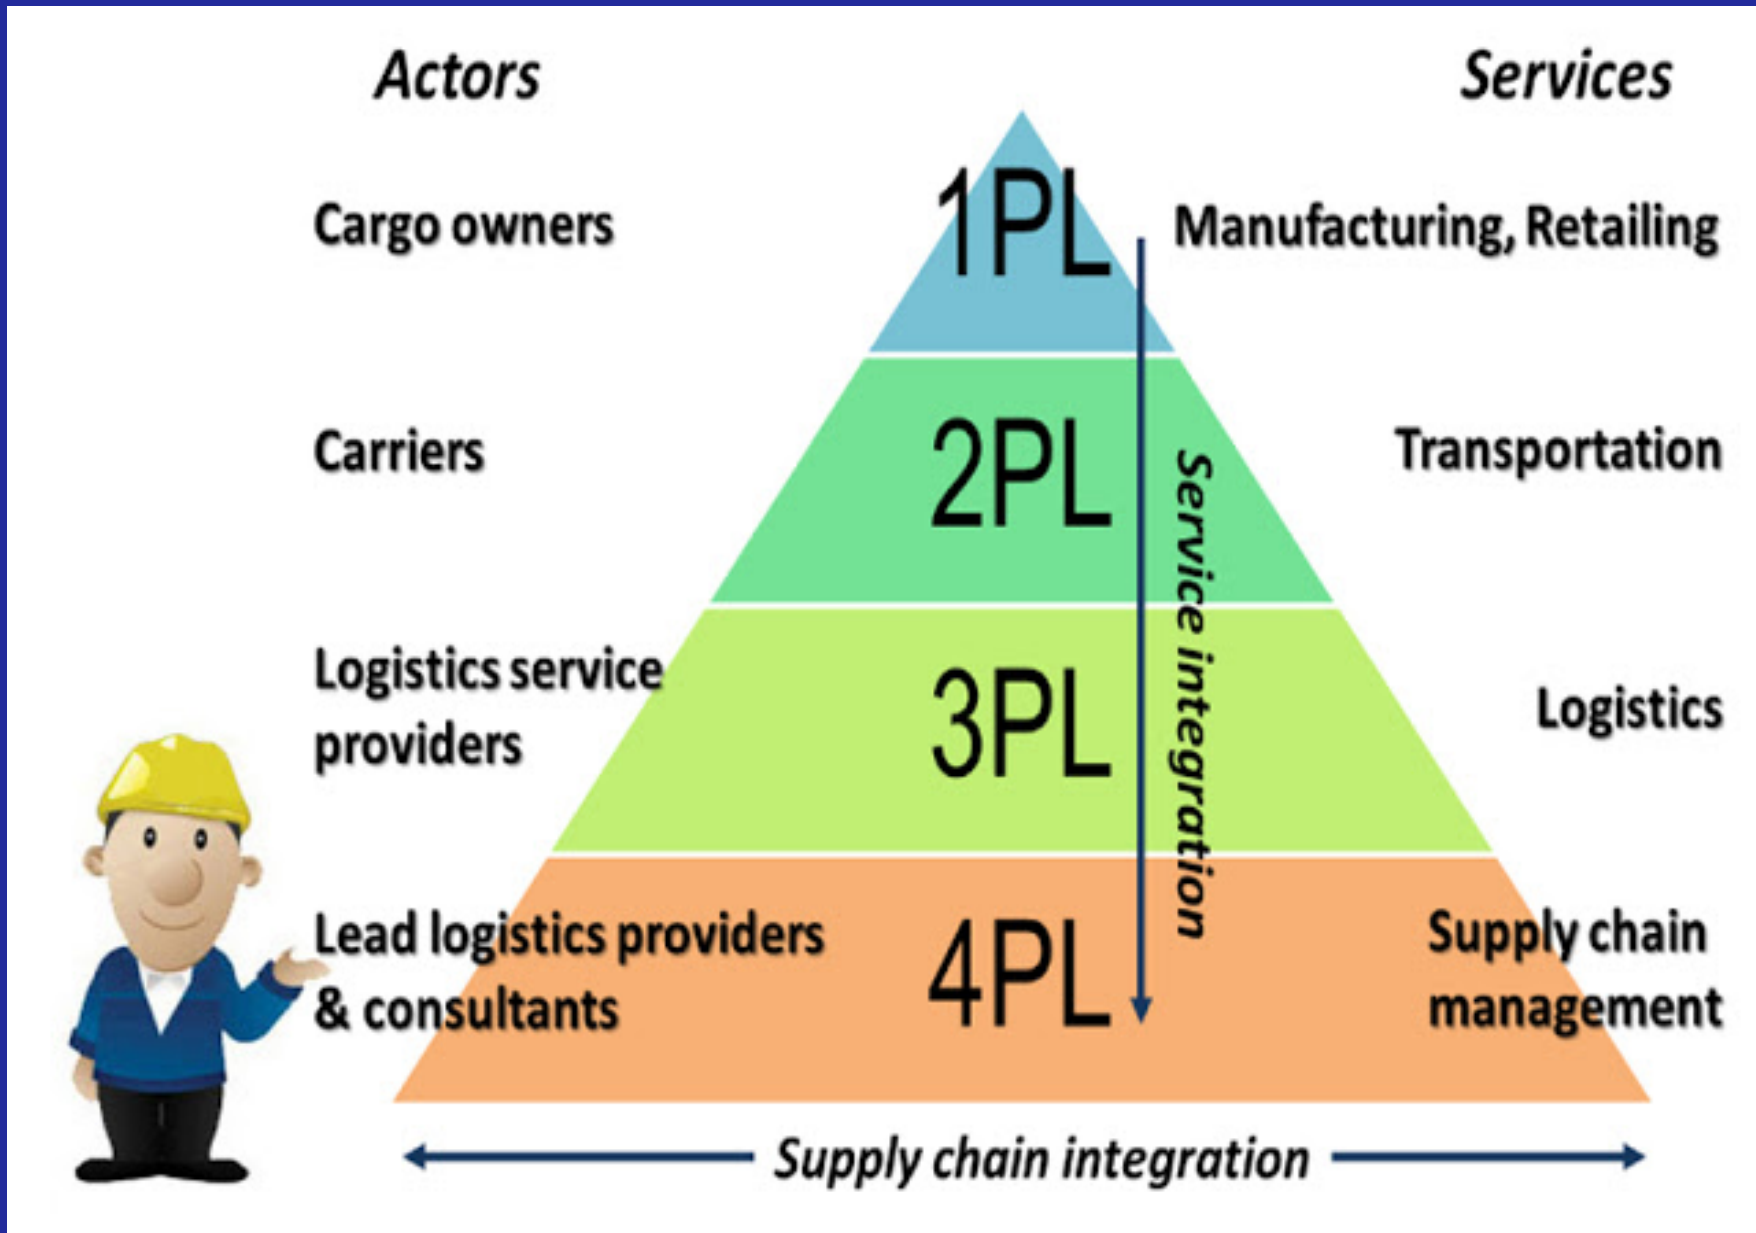 Actors
Services
Cargo owners
1PL
Manufacturing, Retailing
Carriers
2PL
Transportation
Service integration
Logistics service
providers
3PL
Logistics
Lead logistics providers
& consultants
4PL
Supply chain
management
Supply chain integration